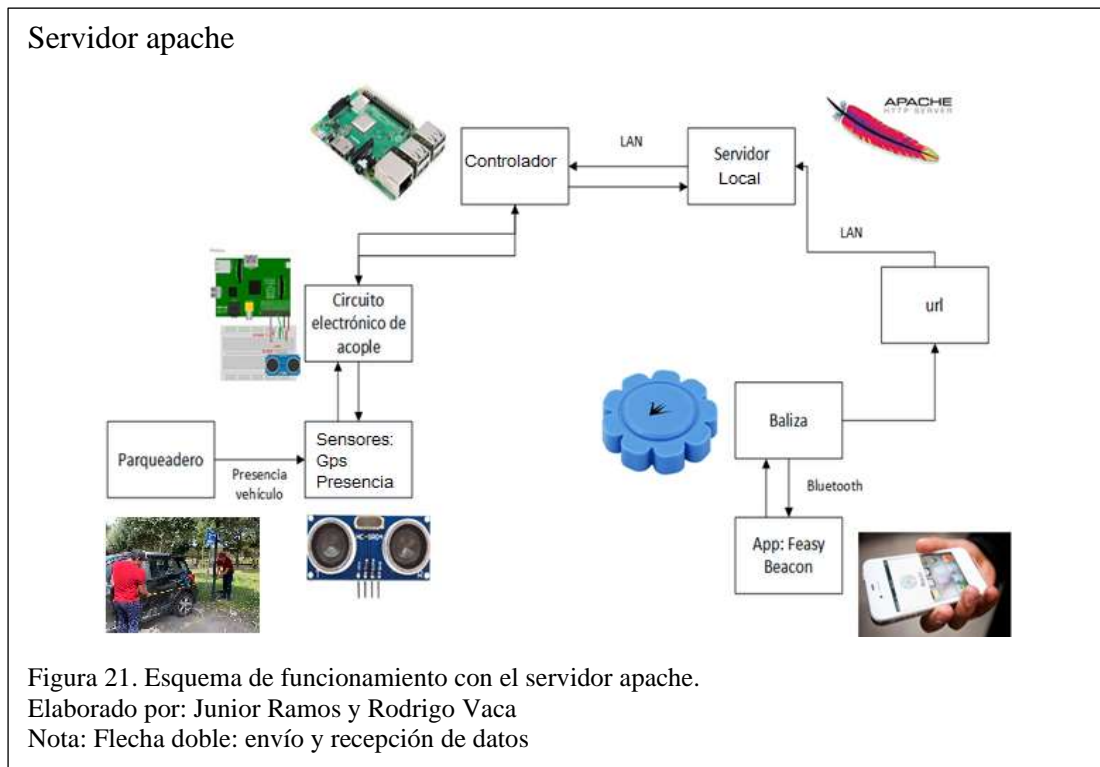 Servidor apache
APACHE
HTTP SERVER
Controlador
LAN
Servidor
Local
LAN
url
Circuito
electrónico de
acople
Baliza
Bluetooth
App: Feasy
Beacon
Parqueadero
Presencia
vehículo
Sensores:
Gps
Presencia
Figura 21. Esquema de funcionamiento con el servidor apache.
Elaborado por: Junior Ramos y Rodrigo Vaca
Nota: Flecha doble: envío y recepción de datos